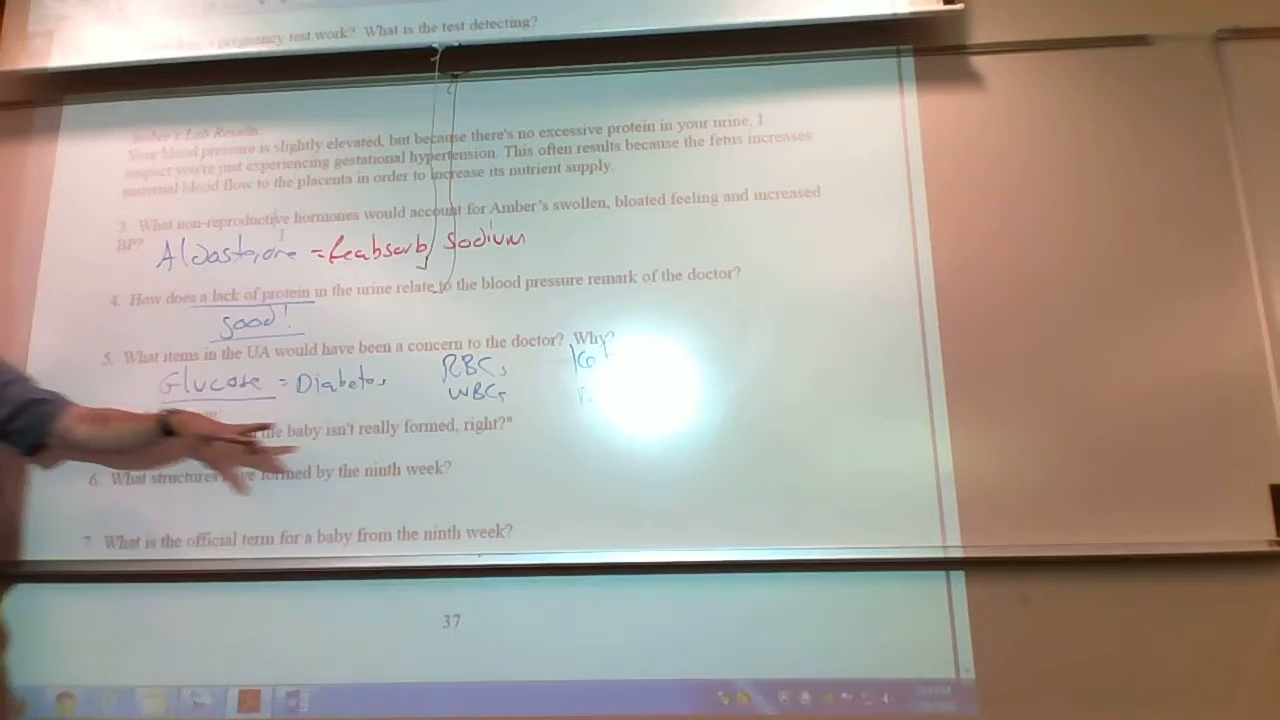 pregnancy test work? What is the test detecting?
Amber's Lab Results
Your blood pressure is slightly elevated, but because there's no excessive protein in your urine, I
suspect you're just experiencing gestational hypertension. This often results because the fetus increases
maternal blood flow to the placenta in order to increase its nutrient supply.
3. What non-reproductive hormones would account for Amber's swollen, bloated feeling and increased
BP?
Aldosterone = Reabsorb sodium
4. How does a lack of protein in the urine relate to the blood pressure remark of the doctor?
good!
5. What items in the UA would have been a concern to the doctor? Why?
Glucose = Diabetes RBCs
WBCs
the baby isn't really formed, right?"
6. What structures have formed by the ninth week?
7. What is the official term for a baby from the ninth week?
37